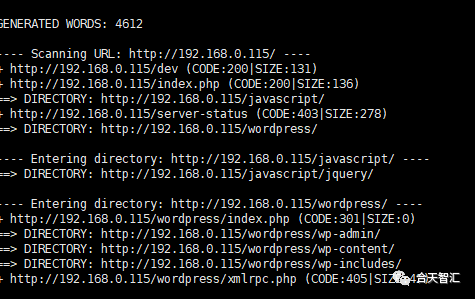 GENERATED WORDS: 4612
---- Scanning URL: http://192.168.0.115/ ----
+ http://192.168.0.115/dev (CODE:200|SIZE:131)
+ http://192.168.0.115/index.php (CODE:200|SIZE:136)
==> DIRECTORY: http://192.168.0.115/javascript/
+ http://192.168.0.115/server-status (CODE:403|SIZE:278)
==> DIRECTORY: http://192.168.0.115/wordpress/
---- Entering directory: http://192.168.0.115/javascript/ ----
==> DIRECTORY: http://192.168.0.115/javascript/jquery/
---- Entering directory: http://192.168.0.115/wordpress/ ----
+ http://192.168.0.115/wordpress/index.php (CODE:301|SIZE:0)
==> DIRECTORY: http://192.168.0.115/wordpress/wp-admin/
==> DIRECTORY: http://192.168.0.115/wordpress/wp-content/
==> DIRECTORY: http://192.168.0.115/wordpress/wp-includes/
+ http://192.168.0.115/wordpress/xmlrpc.php (CODE:405|SIZE:4
合天智汇